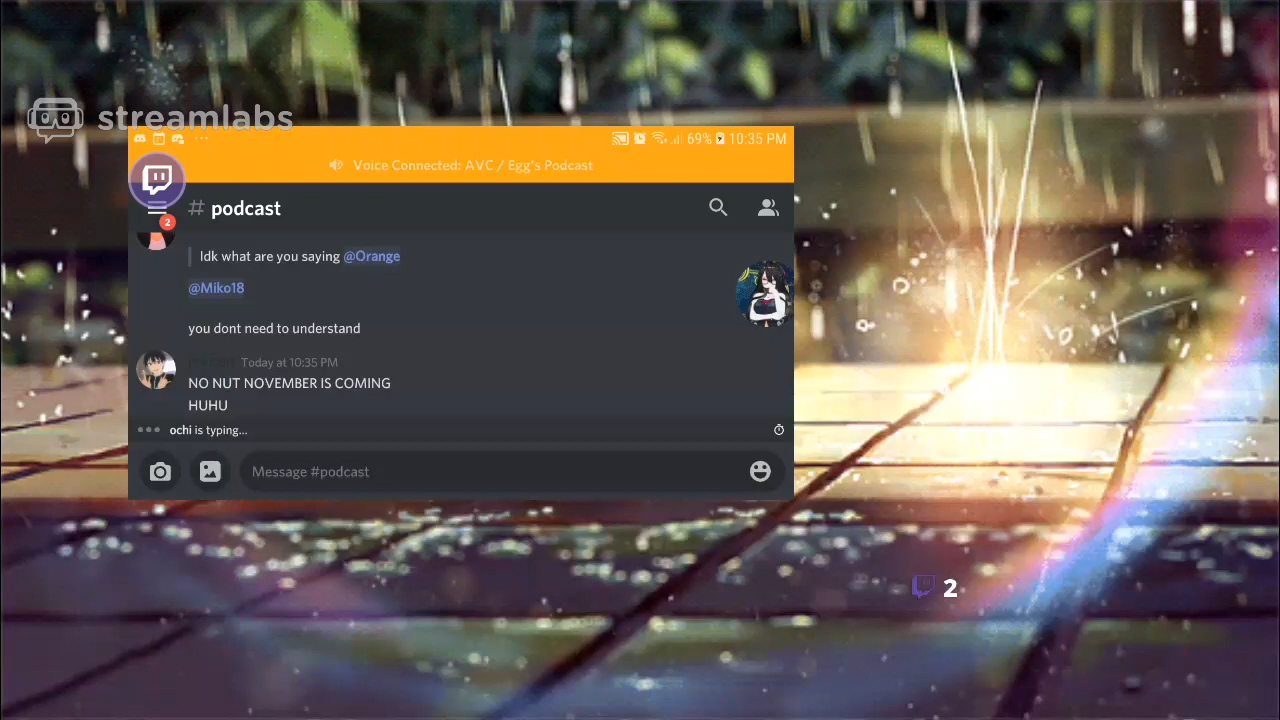 streamlabs
69% 10:35 PM
Voice Connected: AVC / Egg's Podcast
# podcast
2
Idk what are you saying @Orange
@Miko18
you dont need to understand
Today at 10:35 PM
NO NUT NOVEMBER IS COMING
HUHU
ochi is typing...
Message #podcast
2